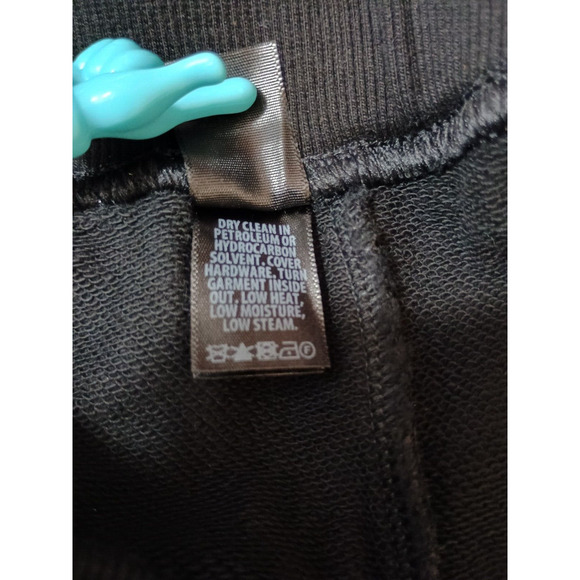 DRY CLEAN IN
PETROLEUM OR
HYDROCARBON
SOLVENT. COVER
HARDWARE. TURN
GARMENT INSIDE
OUT. LOW HEAT,
LOW MOISTURE,
LOW STEAM.
F